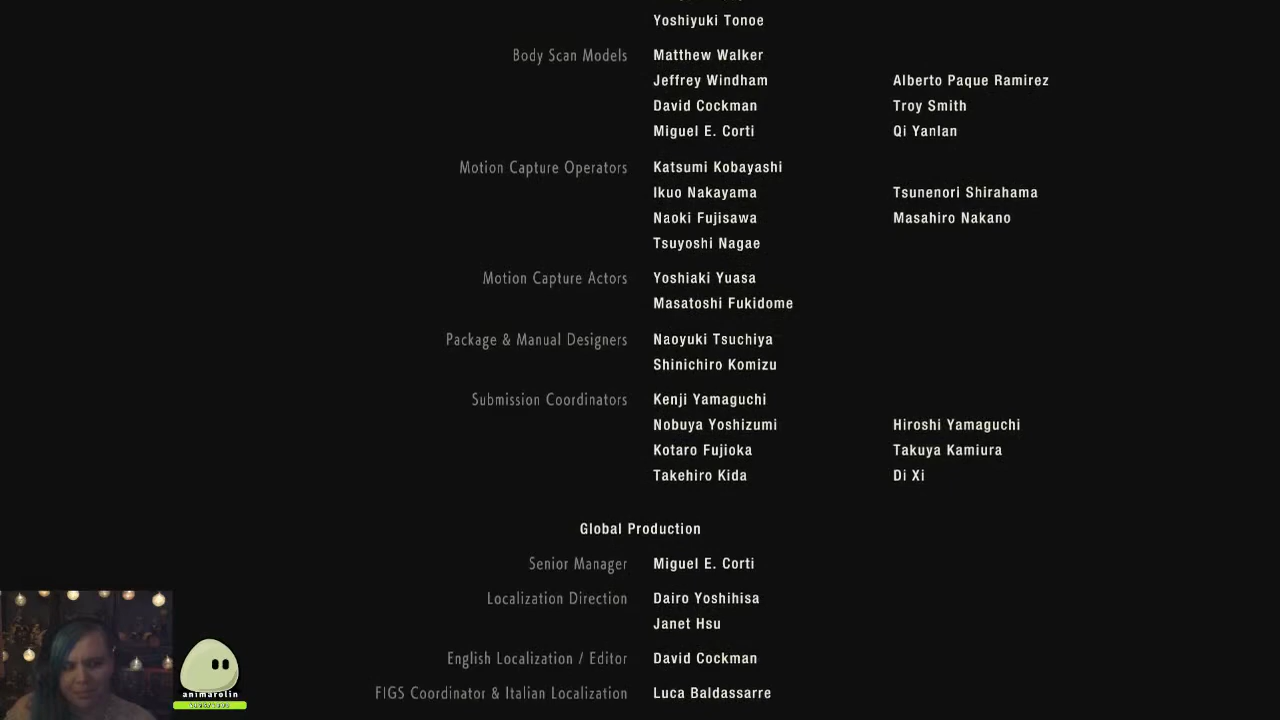 Yoshiyuki Tonoe
Body Scan Models Matthew Walker
Jeffrey Windham Alberto Paque Ramirez
David Cockman Troy Smith
Miguel E. Corti Qi Yanlan
Motion Capture Operators Katsumi Kobayashi
Ikuo Nakayama Tsunenori Shirahama
Naoki Fujisawa Masahiro Nakano
Tsuyoshi Nagae
Motion Capture Actors Yoshiaki Yuasa
Masatoshi Fukidome
Package & Manual Designers Naoyuki Tsuchiya
Shinichiro Komizu
Submission Coordinators Kenji Yamaguchi
Nobuya Yoshizumi Hiroshi Yamaguchi
Kotaro Fujioka Takuya Kamiura
Takehiro Kida Di Xi
Global Production
Senior Manager Miguel E. Corti
Localization Direction Dairo Yoshihisa
Janet Hsu
English Localization / Editor David Cockman
FIGS Coordinator & Italian Localization Luca Baldassarre
animarolin